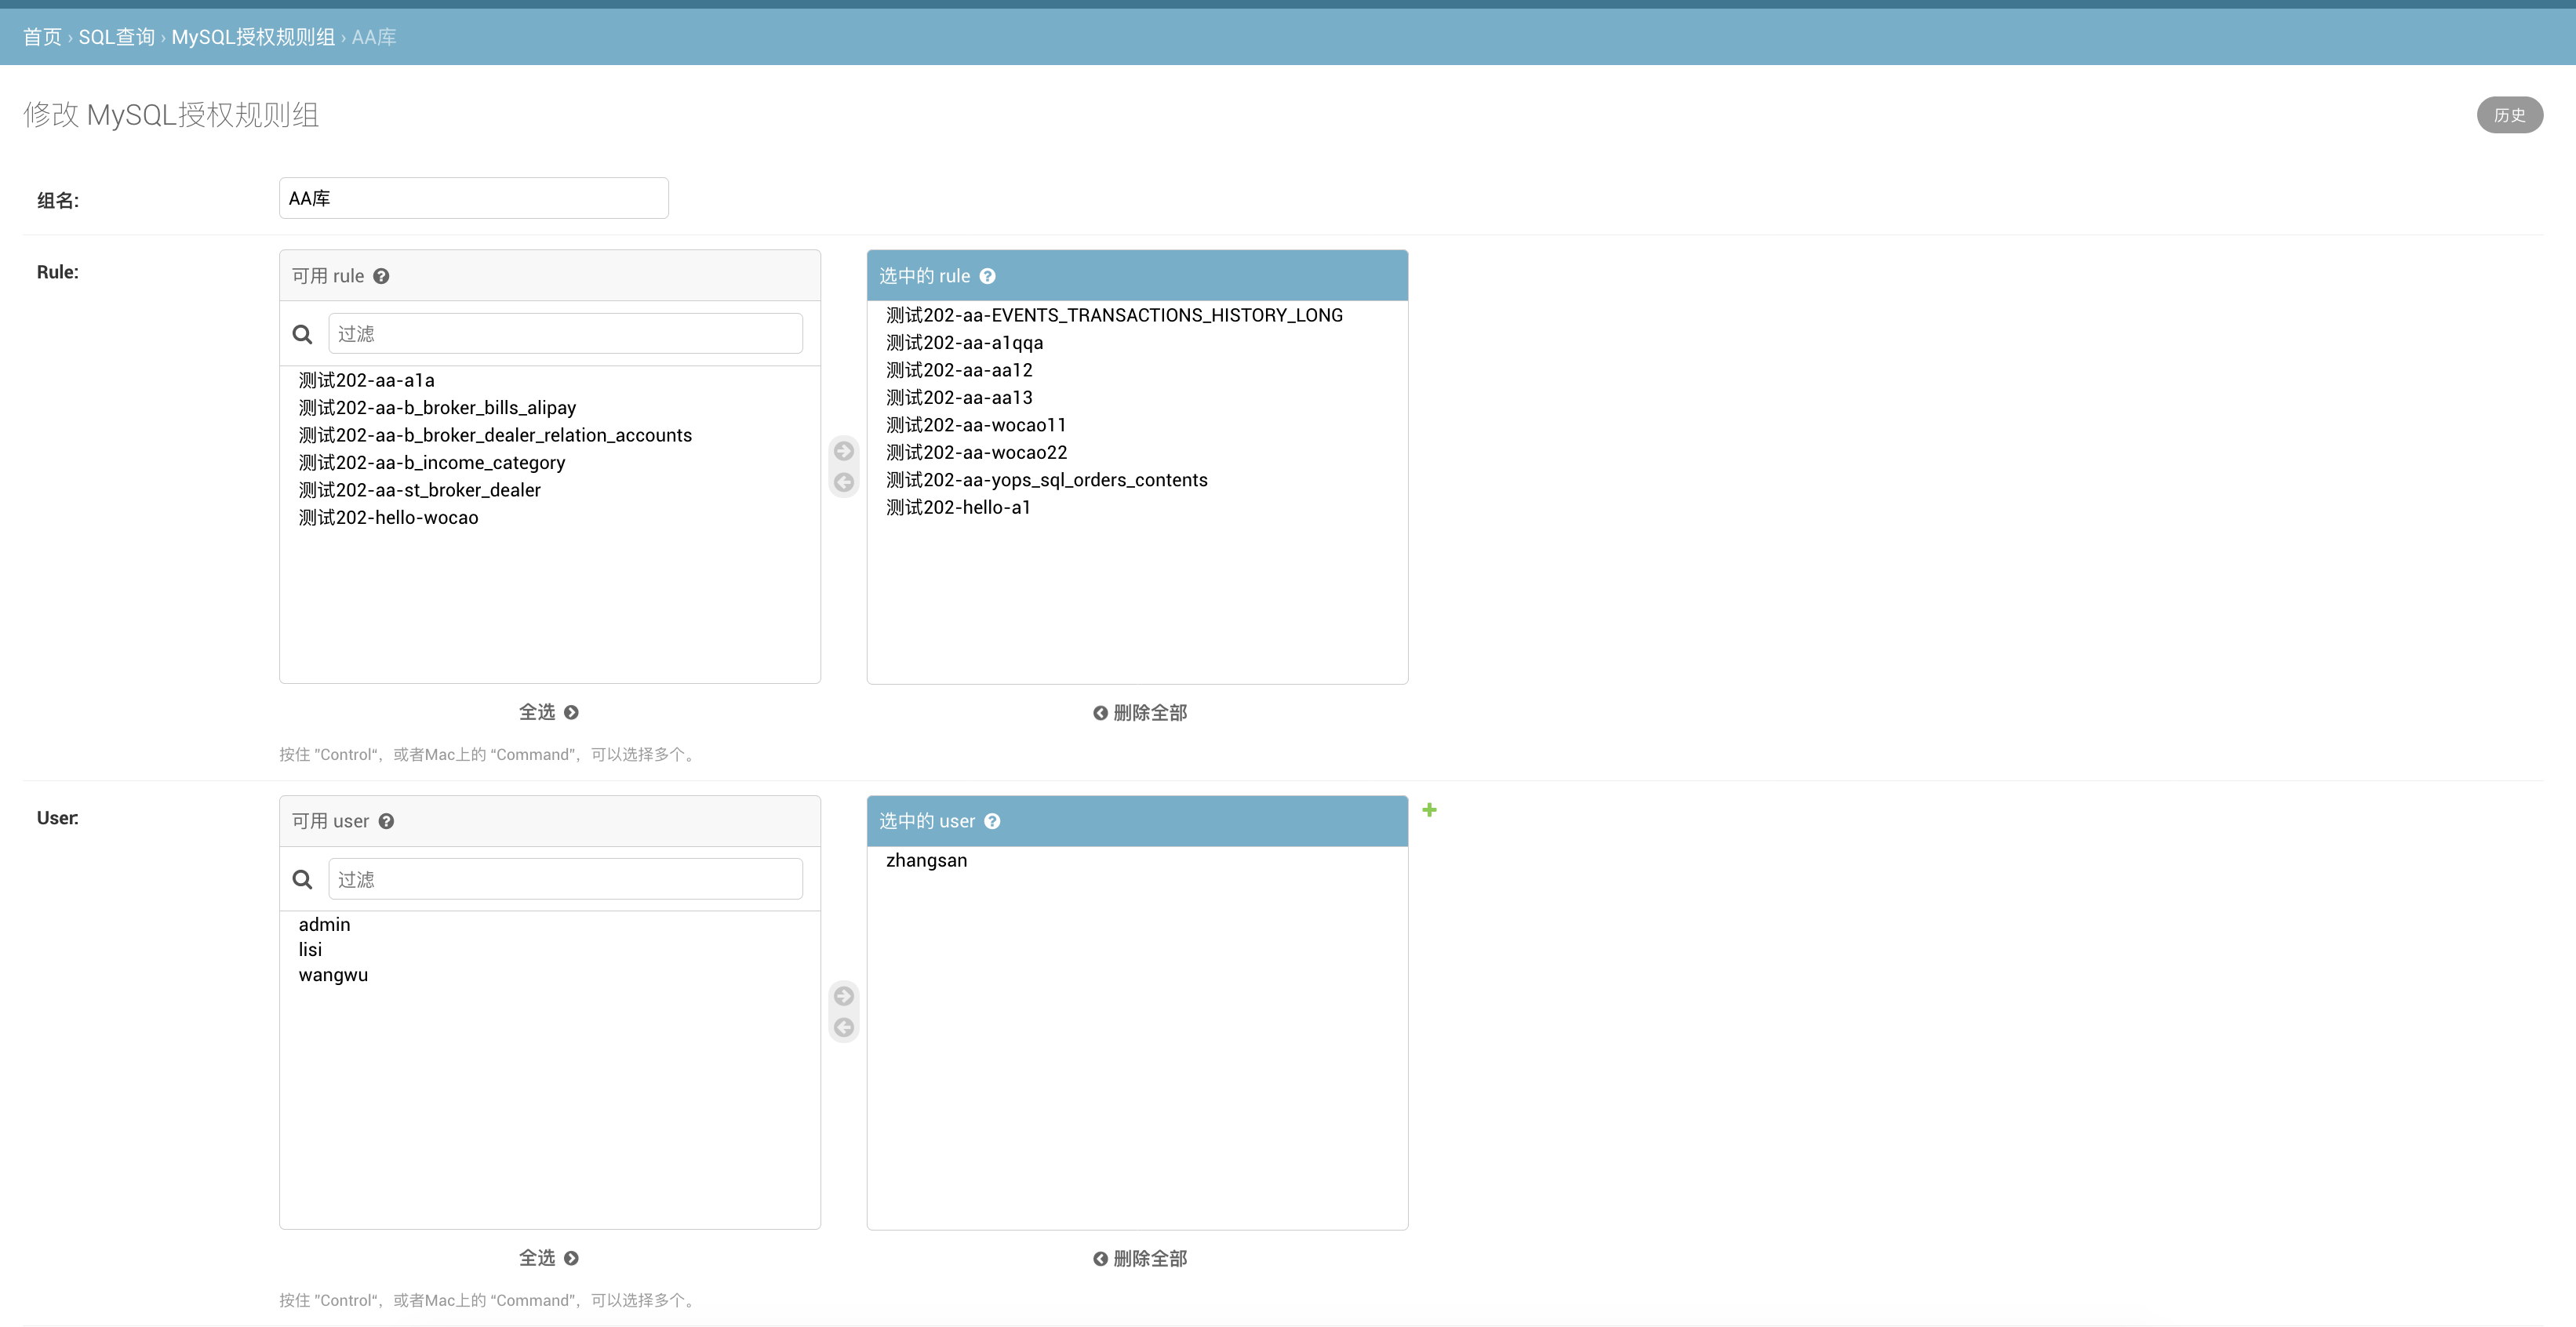 首页 › SQL查询 › MySQL授权规则组 › AA库
修改 MySQL授权规则组
历史
组名:
AA库
Rule:
可用 rule
过滤
测试202-aa-a1a
测试202-aa-b_broker_bills_alipay
测试202-aa-b_broker_dealer_relation_accounts
测试202-aa-b_income_category
测试202-aa-st_broker_dealer
测试202-hello-wocao
全选
选中的 rule
测试202-aa-EVENTS_TRANSACTIONS_HISTORY_LONG
测试202-aa-a1qqa
测试202-aa-aa12
测试202-aa-aa13
测试202-aa-wocao11
测试202-aa-wocao22
测试202-aa-yops_sql_orders_contents
测试202-hello-a1
删除全部
按住 ”Control“，或者Mac上的 “Command”，可以选择多个。
User:
可用 user
过滤
admin
lisi
wangwu
全选
选中的 user
zhangsan
删除全部
按住 ”Control“，或者Mac上的 “Command”，可以选择多个。